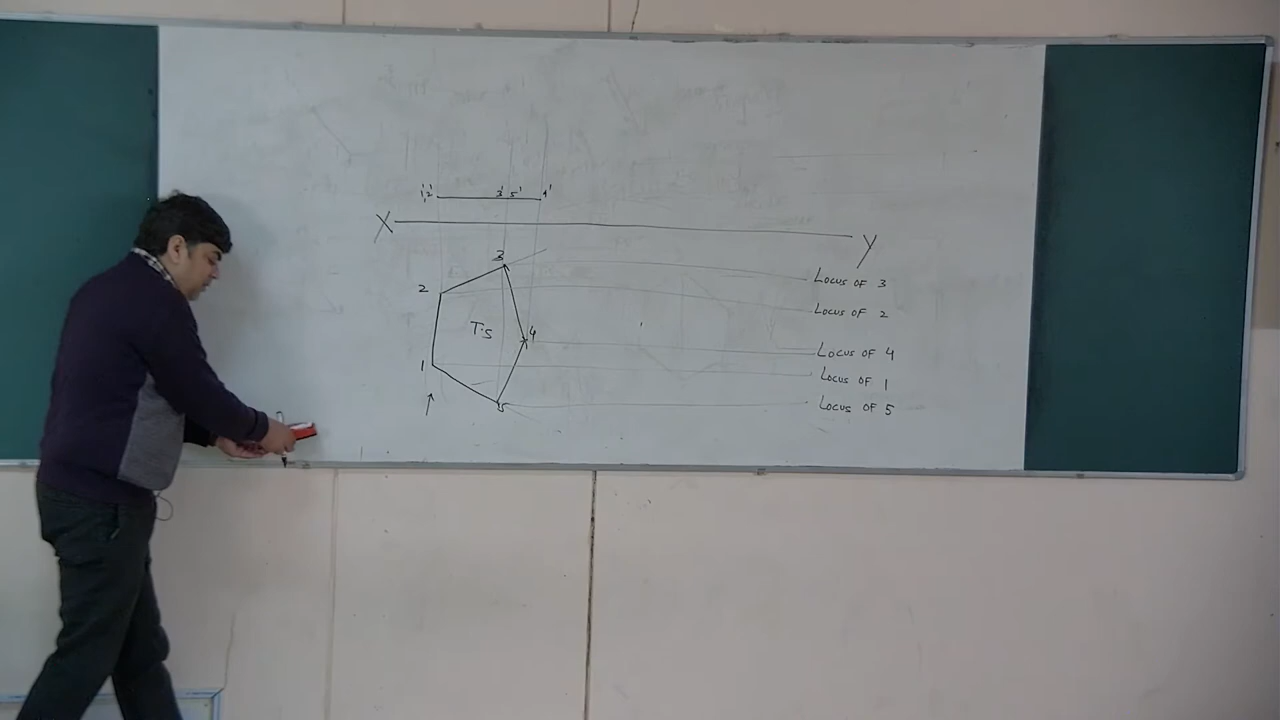 1' 2' 3' 5' 4'
X
Y
3
2
T.S
4
1
5
Locus OF 3
Locus OF 2
Locus OF 4
Locus OF 1
Locus OF 5